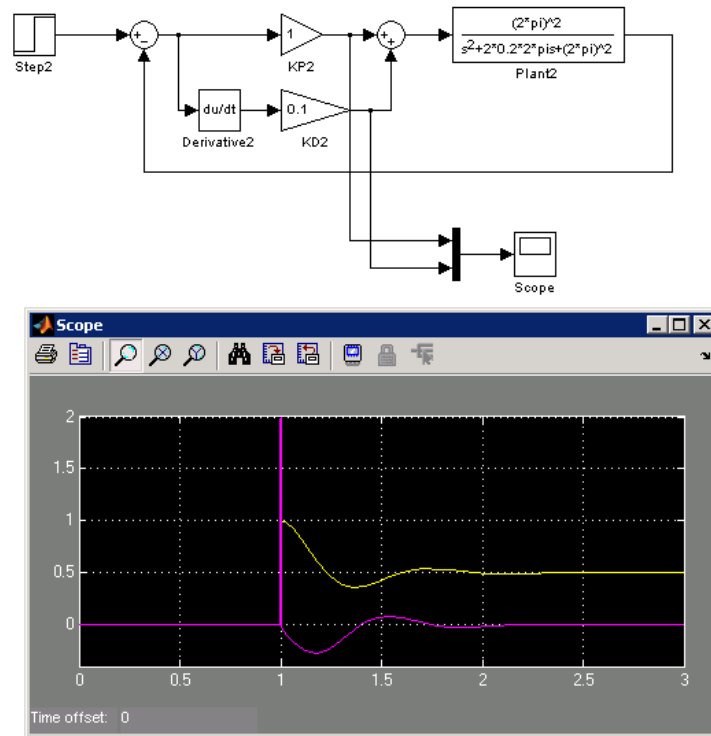 Step2
1
KP2
du/dt
Derivative2
0.1
KD2
(2*pi)^2
s²+2*0.2*2*pis+(2*pi)^2
Plant2
Scope
Scope
2
1.5
1
0.5
0
0 0.5 1 1.5 2 2.5 3
Time offset: 0